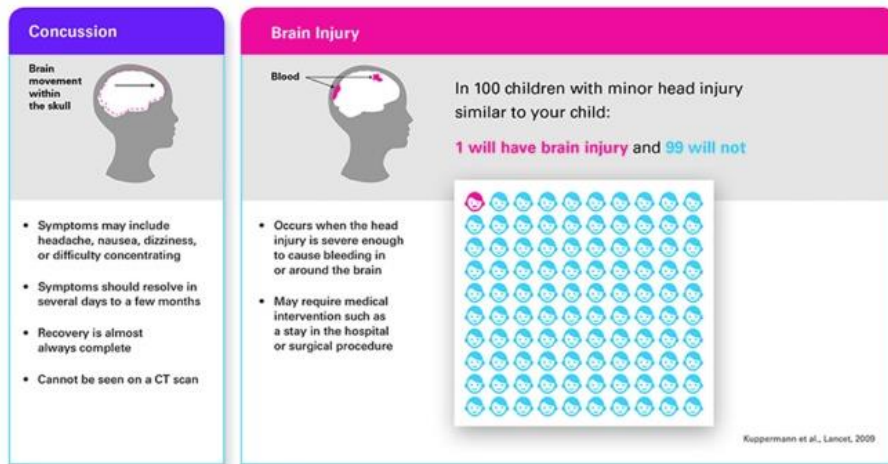 Concussion
Brain
movement
within
the skull
• Symptoms may include
headache, nausea, dizziness,
or difficulty concentrating
• Symptoms should resolve in
several days to a few months
• Recovery is almost
always complete
• Cannot be seen on a CT scan
Brain Injury
Blood
• Occurs when the head
injury is severe enough
to cause bleeding in
or around the brain
• May require medical
intervention such as
a stay in the hospital
or surgical procedure
In 100 children with minor head injury
similar to your child:
1 will have brain injury and 99 will not
Kuppermann et al., Lancet, 2009